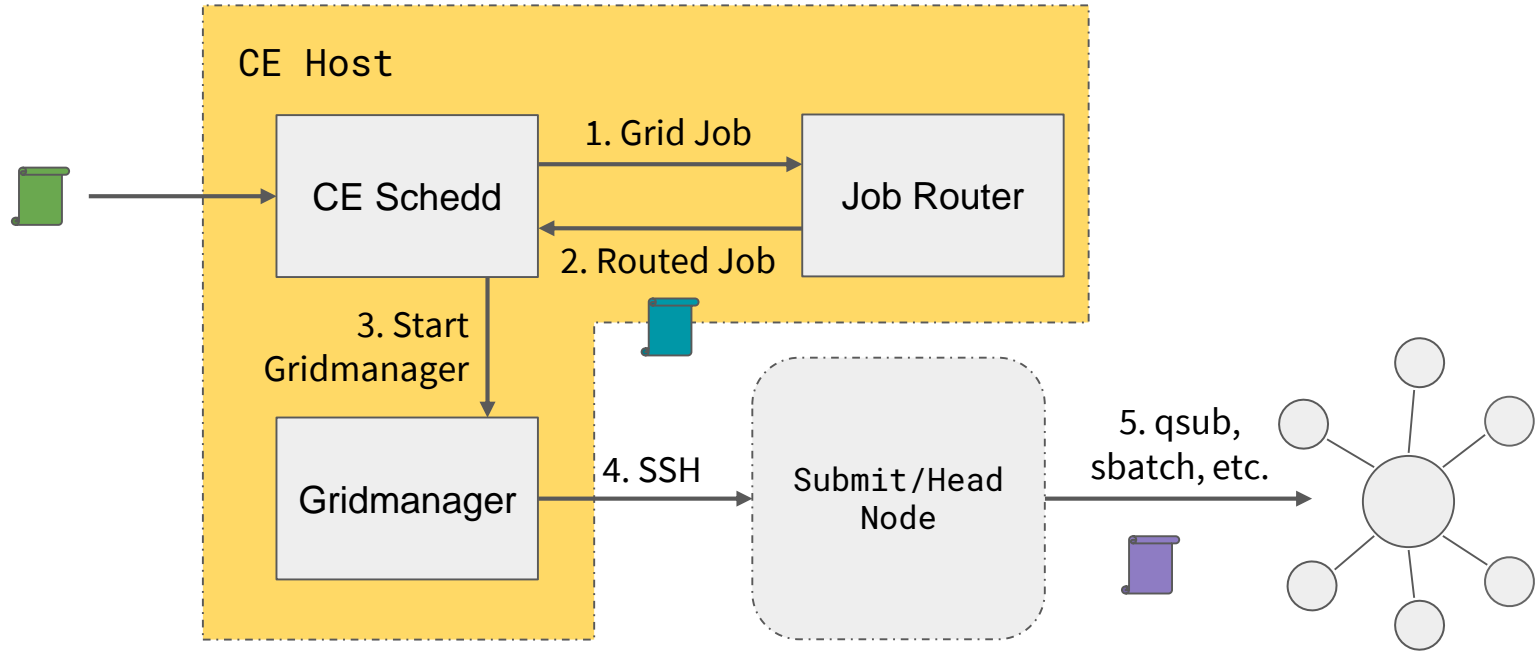 CE Host
CE Schedd
1. Grid Job
Job Router
2. Routed Job
3. Start
Gridmanager
Gridmanager
4. SSH
Submit/Head
Node
5. qsub,
sbatch, etc.